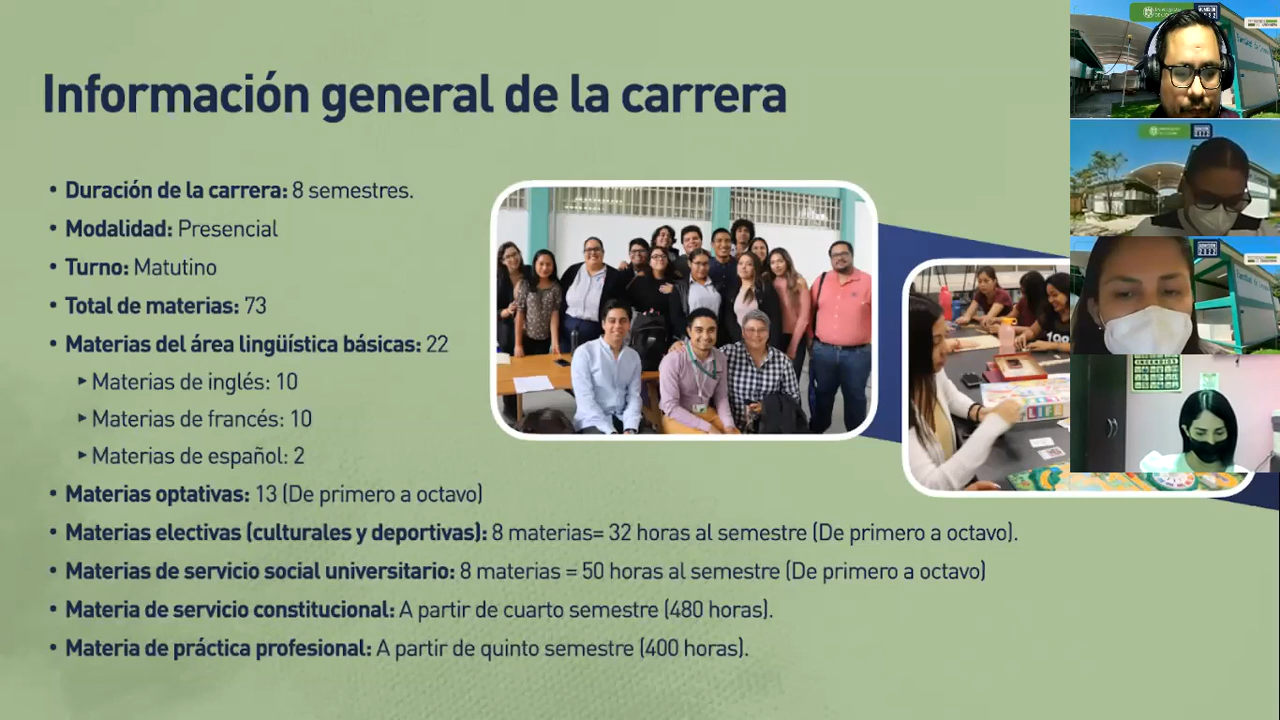 Información general de la carrera
• Duración de la carrera: 8 semestres.
• Modalidad: Presencial
• Turno: Matutino
• Total de materias: 73
• Materias del área lingüística básicas: 22
▸ Materias de inglés: 10
▸ Materias de francés: 10
▸ Materias de español: 2
• Materias optativas: 13 (De primero a octavo)
• Materias electivas (culturales y deportivas): 8 materias= 32 horas al semestre (De primero a octavo).
• Materias de servicio social universitario: 8 materias = 50 horas al semestre (De primero a octavo)
• Materia de servicio constitucional: A partir de cuarto semestre (480 horas).
• Materia de práctica profesional: A partir de quinto semestre (400 horas).
LIFE